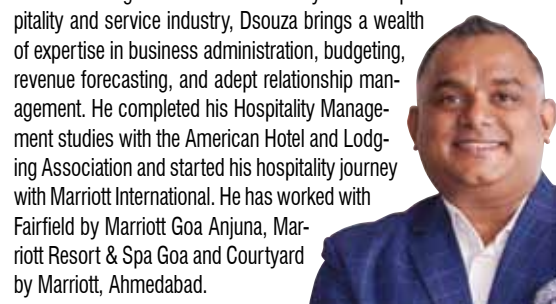 pitality and service industry, Dsouza brings a wealth
of expertise in business administration, budgeting,
revenue forecasting, and adept relationship man-
agement. He completed his Hospitality Manage-
ment studies with the American Hotel and Lodg-
ing Association and started his hospitality journey
with Marriott International. He has worked with
Fairfield by Marriott Goa Anjuna, Mar-
riott Resort & Spa Goa and Courtyard
by Marriott, Ahmedabad.